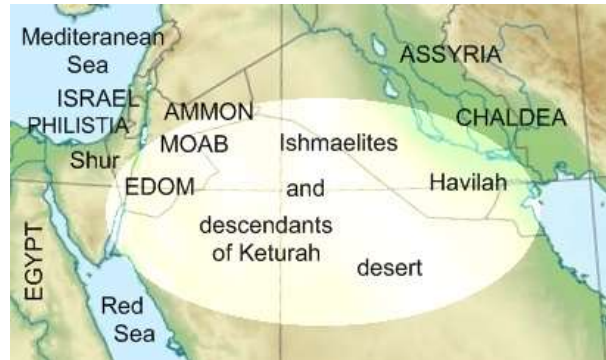 Mediteranean
Sea
ASSYRIA
ISRAEL
AMMON
CHALDEA
PHILISTIA
MOAB
Ishmaelites
Shur
EDOM
and
Havilah
descendants
of Keturah
desert
EGYPT
Red
Sea